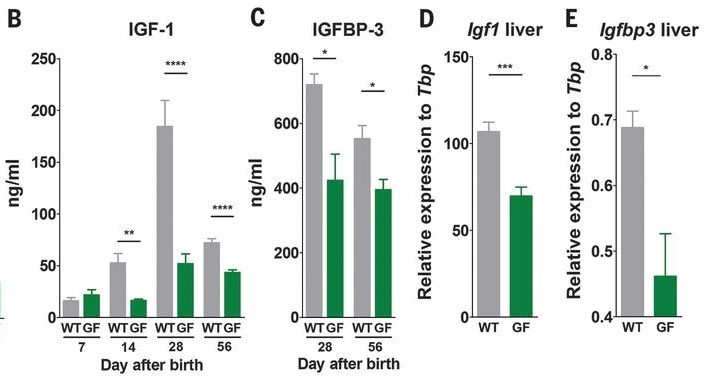 B
IGF-1
ng/ml
250
200
150
100
50
0
**
****
****
WT GF WT GF WT GF WT GF
7 14 28 56
Day after birth
C
IGFBP-3
ng/ml
800
600
400
200
0
*
*
WT GF WT GF
28 56
Day after birth
D
Igf1 liver
Relative expression to Tbp
150
100
50
0
***
WT GF
E
Igfbp3 liver
Relative expression to Tbp
0.8
0.7
0.6
0.5
0.4
*
WT GF